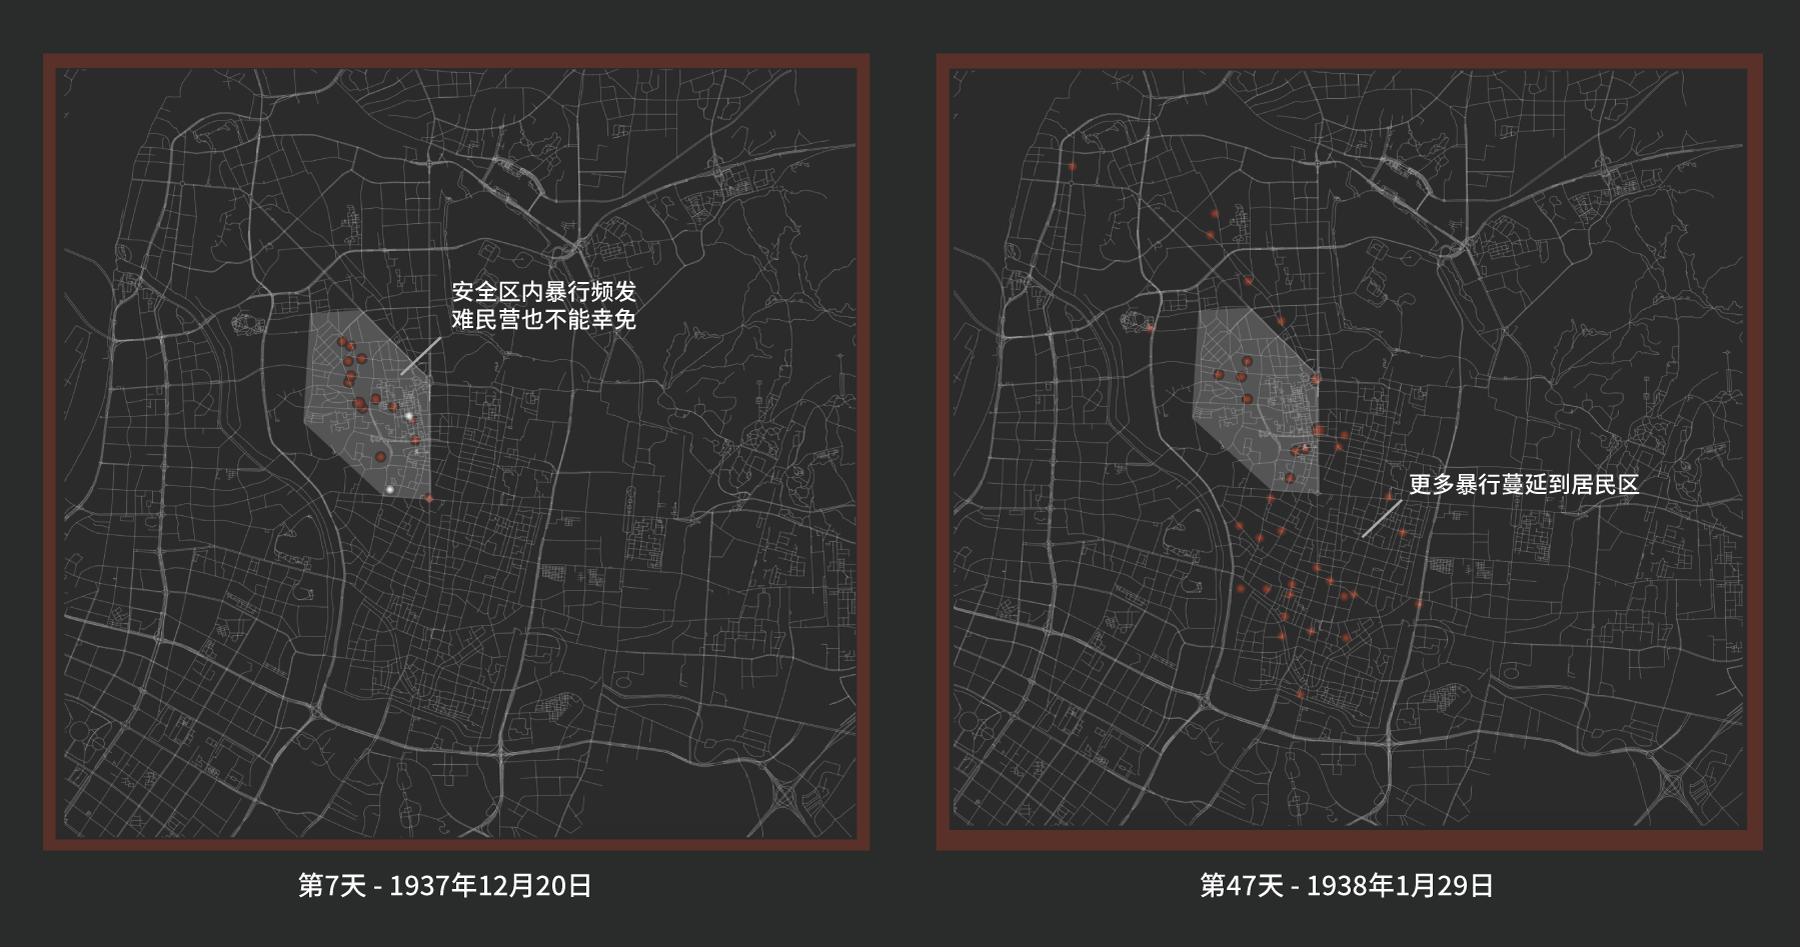 安全区内暴行频发
难民营也不能幸免
更多暴行蔓延到居民区
第7天 - 1937年12月20日
第47天 - 1938年1月29日